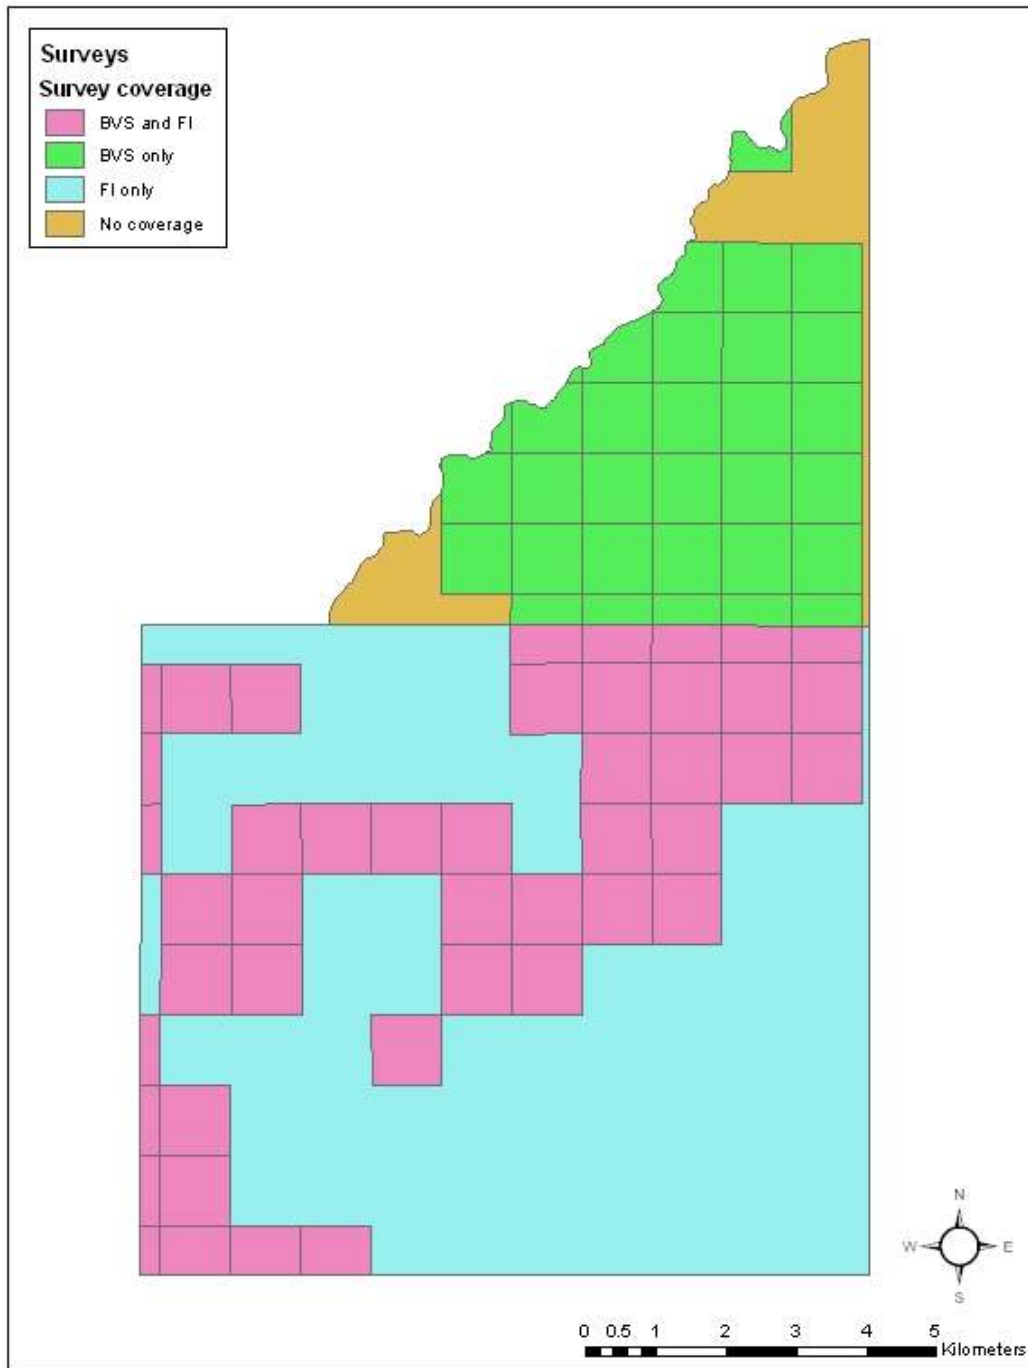 Surveys
Survey coverage
BVS and FI
BVS only
FI only
No coverage
N
W E
S
0 0.5 1 2 3 4 5
Kilometers